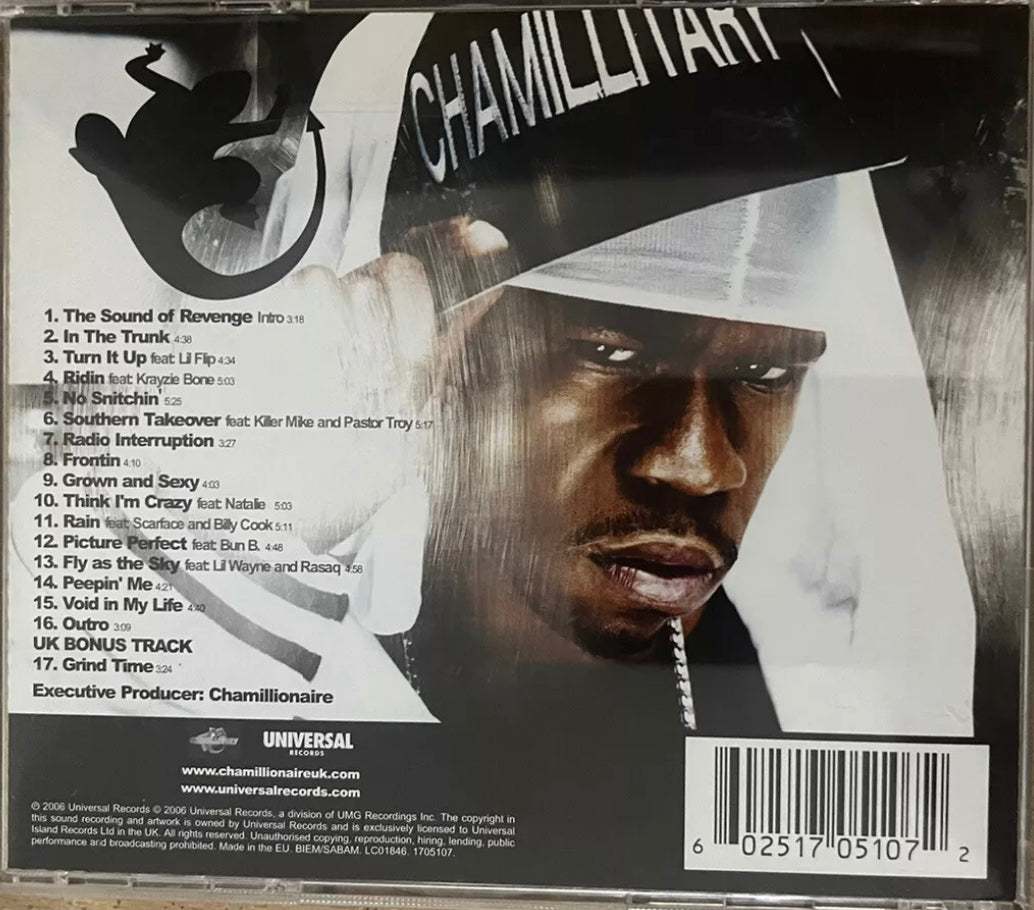 CHAMILLITARY
1. The Sound of Revenge Intro 3:18
2. In The Trunk 4:38
3. Turn It Up feat Lil Flip 4:34
4. Ridin feat Krayzie Bone 5:03
5. No Snitchin' 5:25
6. Southern Takeover feat Killer Mike and Pastor Troy 5:17
7. Radio Interruption 3:27
8. Frontin 4:10
9. Grown and Sexy 4:03
10. Think I'm Crazy feat Natalie 5:03
11. Rain feat Scarface and Billy Cook 5:11
12. Picture Perfect feat Bun B. 4:48
13. Fly as the Sky feat Lil Wayne and Rasaq 4:58
14. Peepin' Me 4:21
15. Void in My Life 4:40
16. Outro 3:09
UK BONUS TRACK
17. Grind Time 3:24
Executive Producer: Chamillionaire
UNIVERSAL
RECORDS
www.chamillionaireuk.com
www.universalrecords.com
℗ 2006 Universal Records © 2006 Universal Records, a division of UMG Recordings Inc. The copyright in
this sound recording and artwork is owned by Universal Records and is exclusively licensed to Universal
Island Records Ltd in the UK. All rights reserved. Unauthorised copying, reproduction, hiring, lending, public
performance and broadcasting prohibited. Made in the EU. BIEM/SABAM. LC01846. 1705107.
6 02517 05107 2